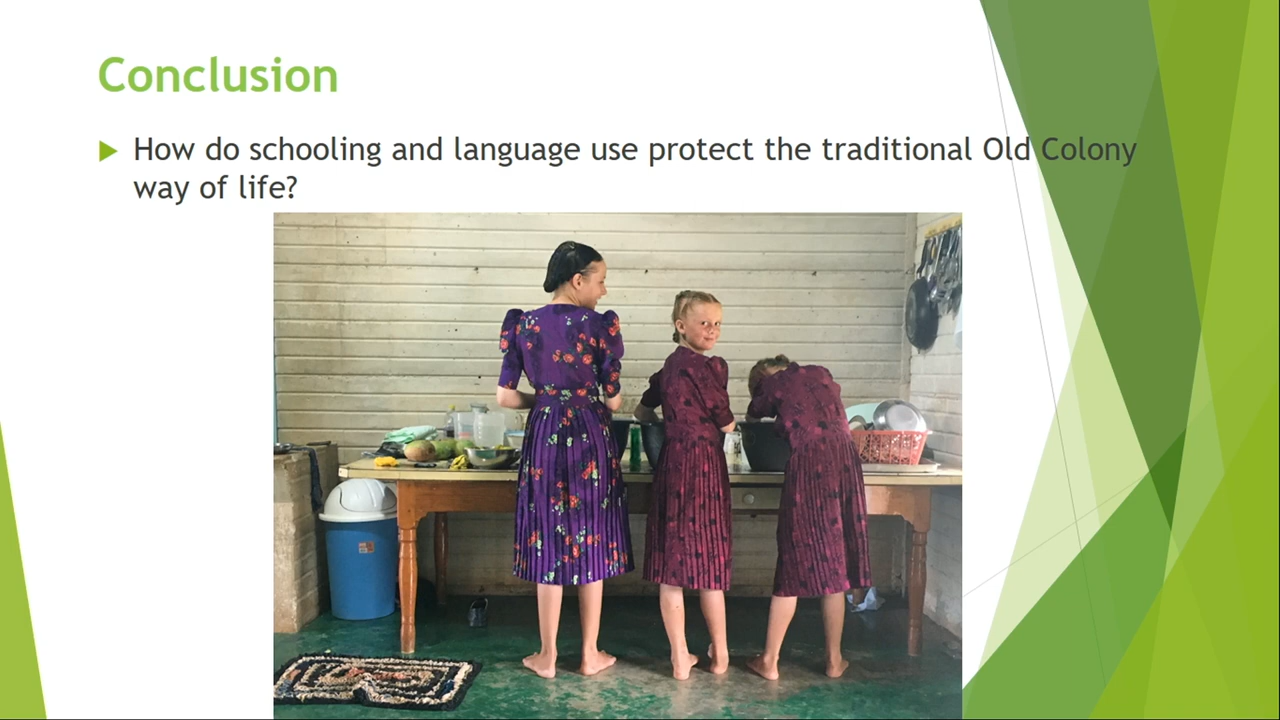 Conclusion
How do schooling and language use protect the traditional Old Colony
way of life?